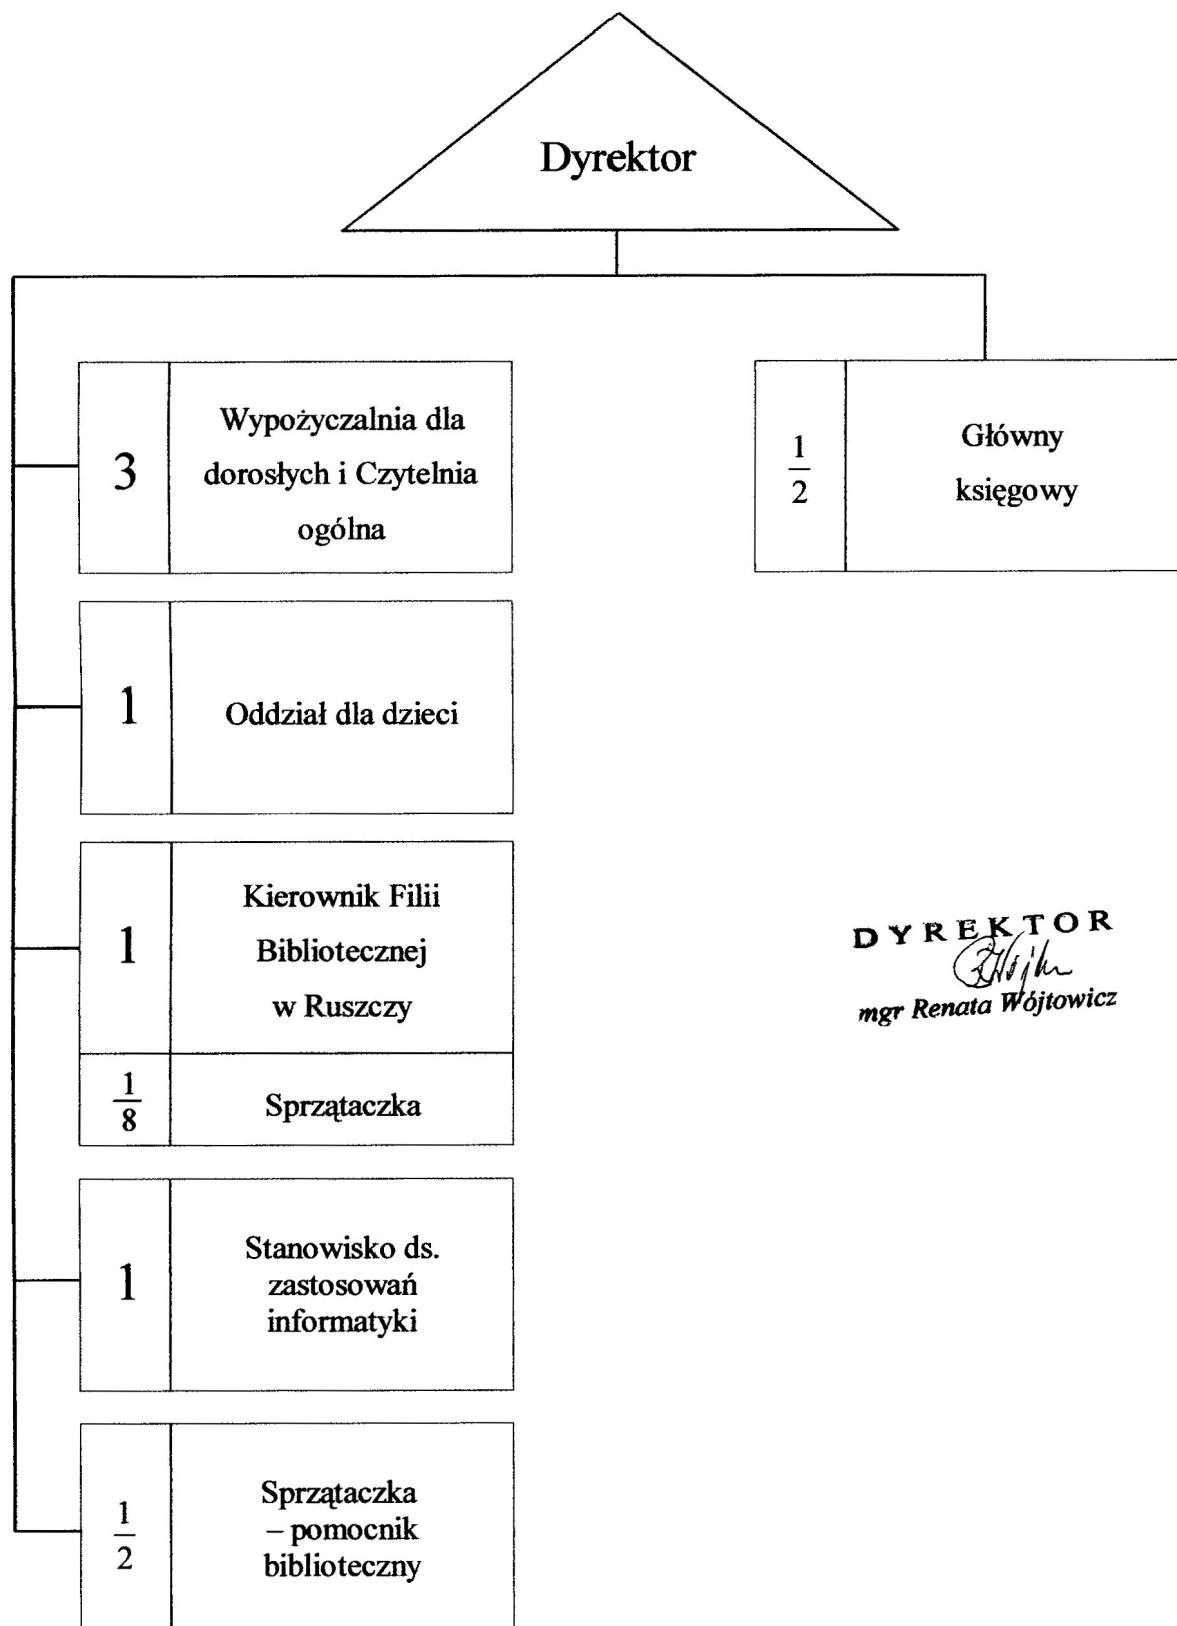 Dyrektor
3
Wypożyczalnia dla
dorosłych i Czytelnia
ogólna
1
2
Główny
księgowy
1
Oddział dla dzieci
1
Kierownik Filii
Bibliotecznej
w Ruszczy
1
8
Sprzątaczka
DYREKTOR
mgr Renata Wójtowicz
1
Stanowisko ds.
zastosowań
informatyki
1
2
Sprzątaczka
– pomocnik
biblioteczny